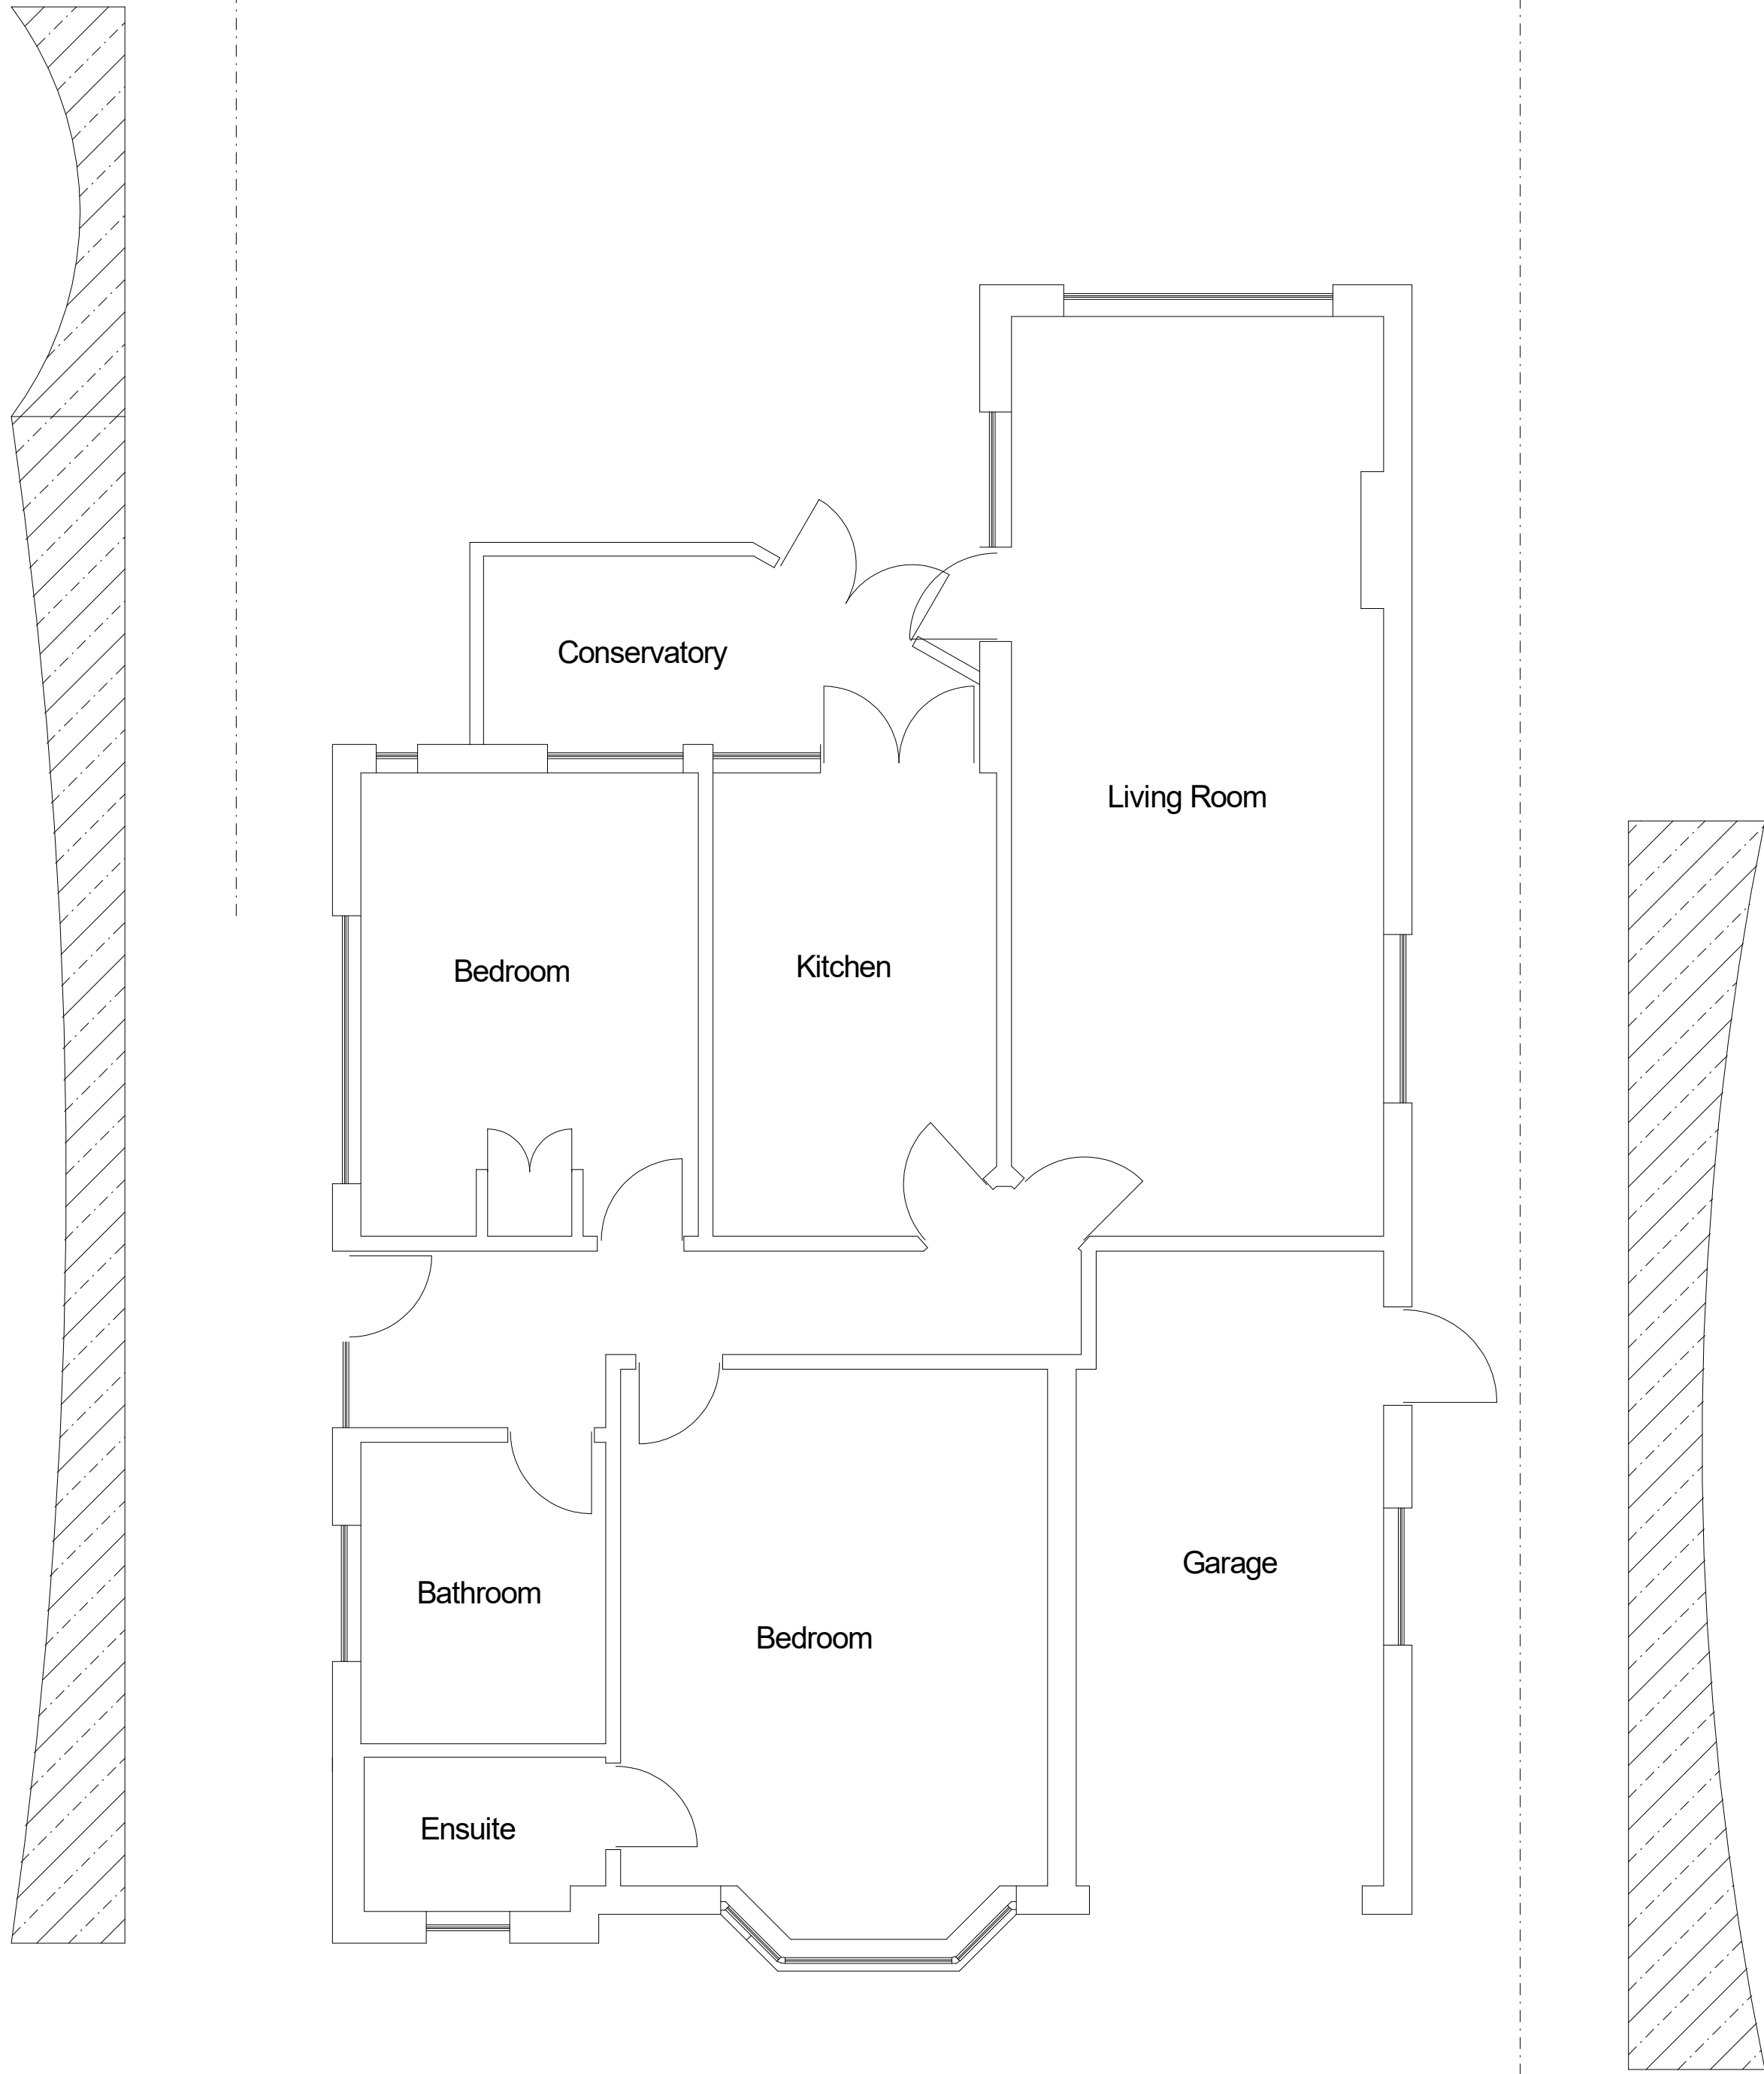 Conservatory
Living Room
Bedroom
Kitchen
Garage
Bathroom
Bedroom
Ensuite